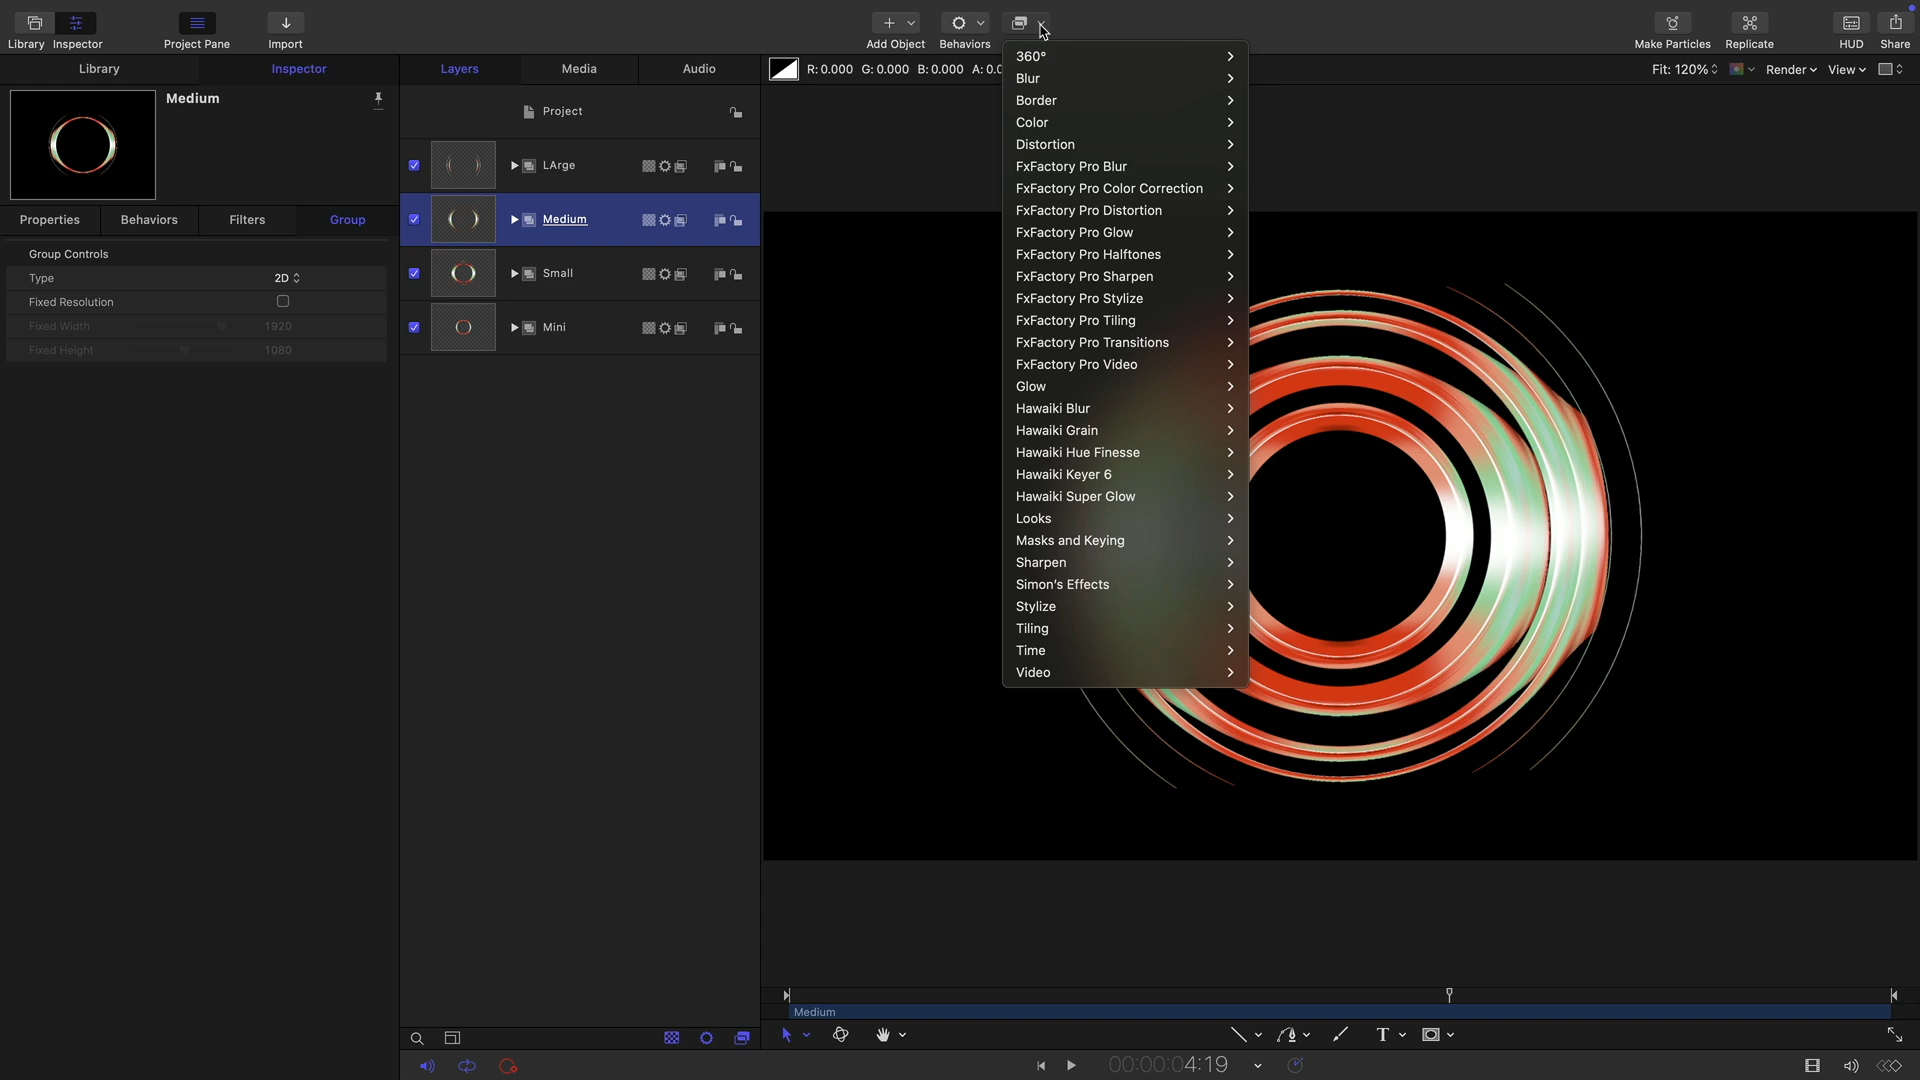 Library Inspector Project Pane Import Add Object Behaviors Make Particles Replicate HUD Share
Library Inspector Layers Media Audio R: 0.000 G: 0.000 B: 0.000 A: 0.0 Fit: 120% Render View
Medium
Properties Behaviors Filters Group
Group Controls
Type 2D
Fixed Resolution
Fixed Width 1920
Fixed Height 1080
Project
LArge
Medium
Small
Mini
360°
Blur
Border
Color
Distortion
FxFactory Pro Blur
FxFactory Pro Color Correction
FxFactory Pro Distortion
FxFactory Pro Glow
FxFactory Pro Halftones
FxFactory Pro Sharpen
FxFactory Pro Stylize
FxFactory Pro Tiling
FxFactory Pro Transitions
FxFactory Pro Video
Glow
Hawaiki Blur
Hawaiki Grain
Hawaiki Hue Finesse
Hawaiki Keyer 6
Hawaiki Super Glow
Looks
Masks and Keying
Sharpen
Simon's Effects
Stylize
Tiling
Time
Video
Medium
T
00:00:04:19